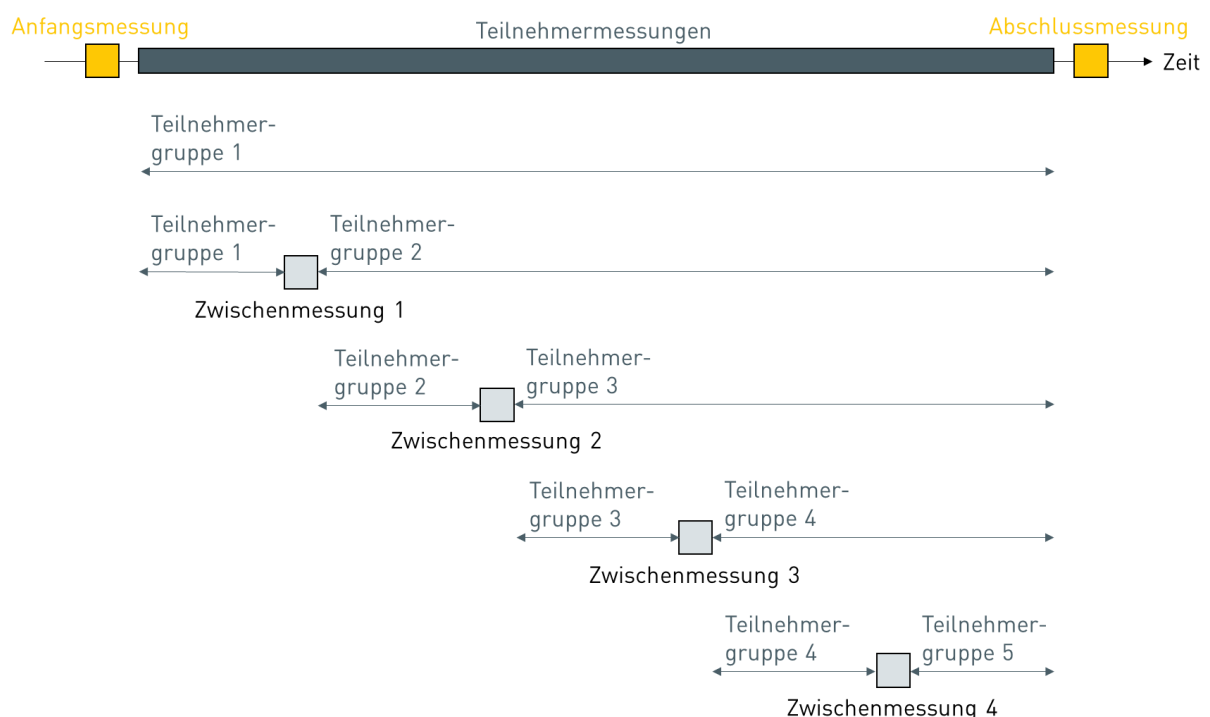 Anfangsmessung
Teilnehmermessungen
Abschlussmessung
Zeit
Teilnehmer-
gruppe 1
Teilnehmer-
gruppe 1
Teilnehmer-
gruppe 2
Zwischenmessung 1
Teilnehmer-
gruppe 2
Teilnehmer-
gruppe 3
Zwischenmessung 2
Teilnehmer-
gruppe 3
Teilnehmer-
gruppe 4
Zwischenmessung 3
Teilnehmer-
gruppe 4
Teilnehmer-
gruppe 5
Zwischenmessung 4